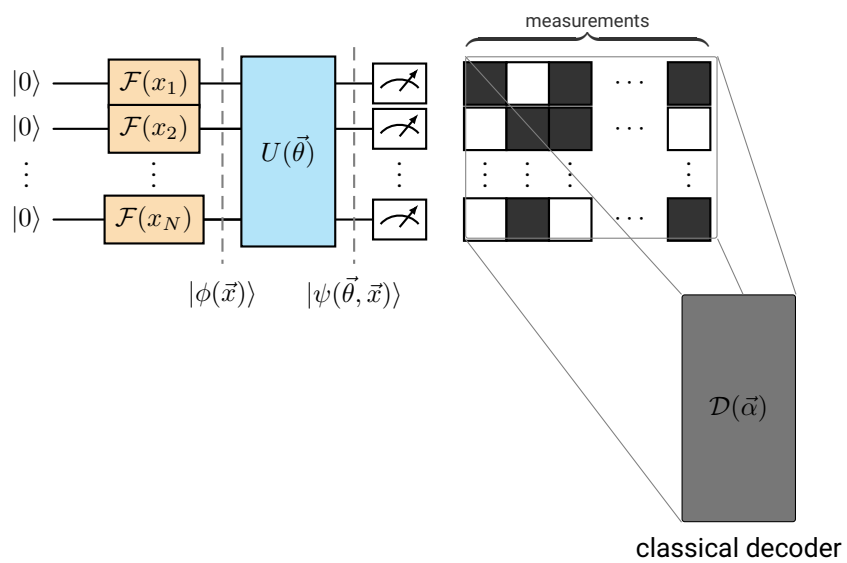 measurements
|0⟩ F(x₁)
|0⟩ F(x₂)
⋮ ⋮ U(θ⃗) ⋮ ⋮ ⋮ ⋮ ⋮
|0⟩ F(x_N)
···
···
···
|φ(x⃗)⟩ |ψ(θ⃗, x⃗)⟩
D(α⃗)
classical decoder